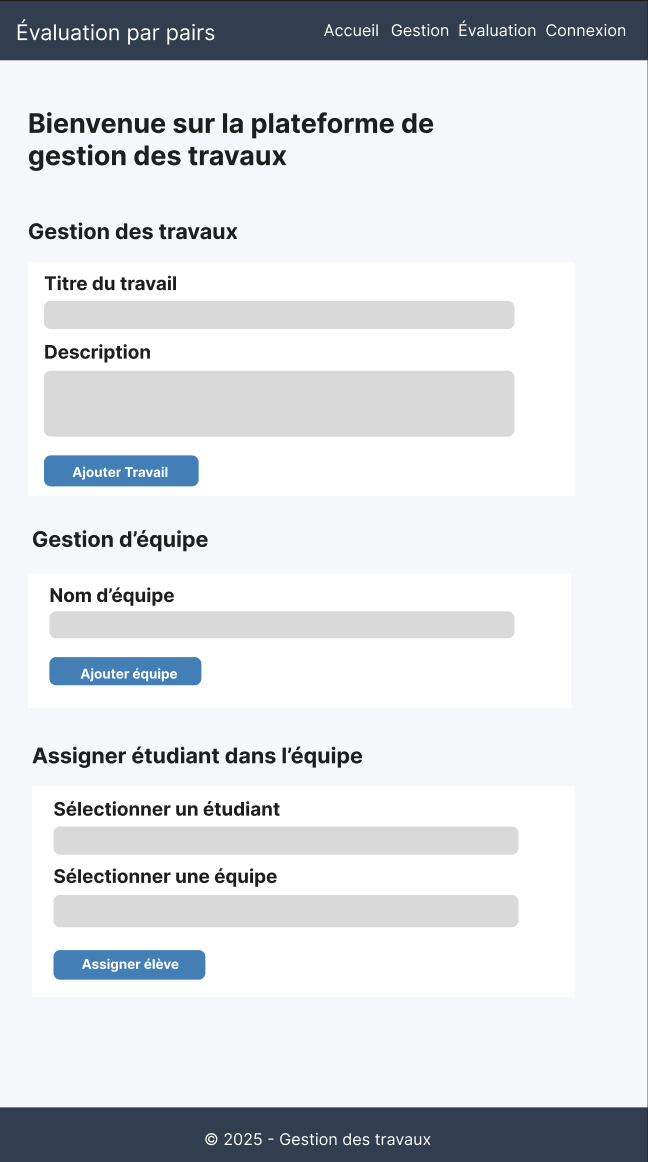 Évaluation par pairs
Accueil Gestion Évaluation Connexion
Bienvenue sur la plateforme de
gestion des travaux
Gestion des travaux
Titre du travail
Description
Ajouter Travail
Gestion d’équipe
Nom d’équipe
Ajouter équipe
Assigner étudiant dans l’équipe
Sélectionner un étudiant
Sélectionner une équipe
Assigner élève
© 2025 - Gestion des travaux